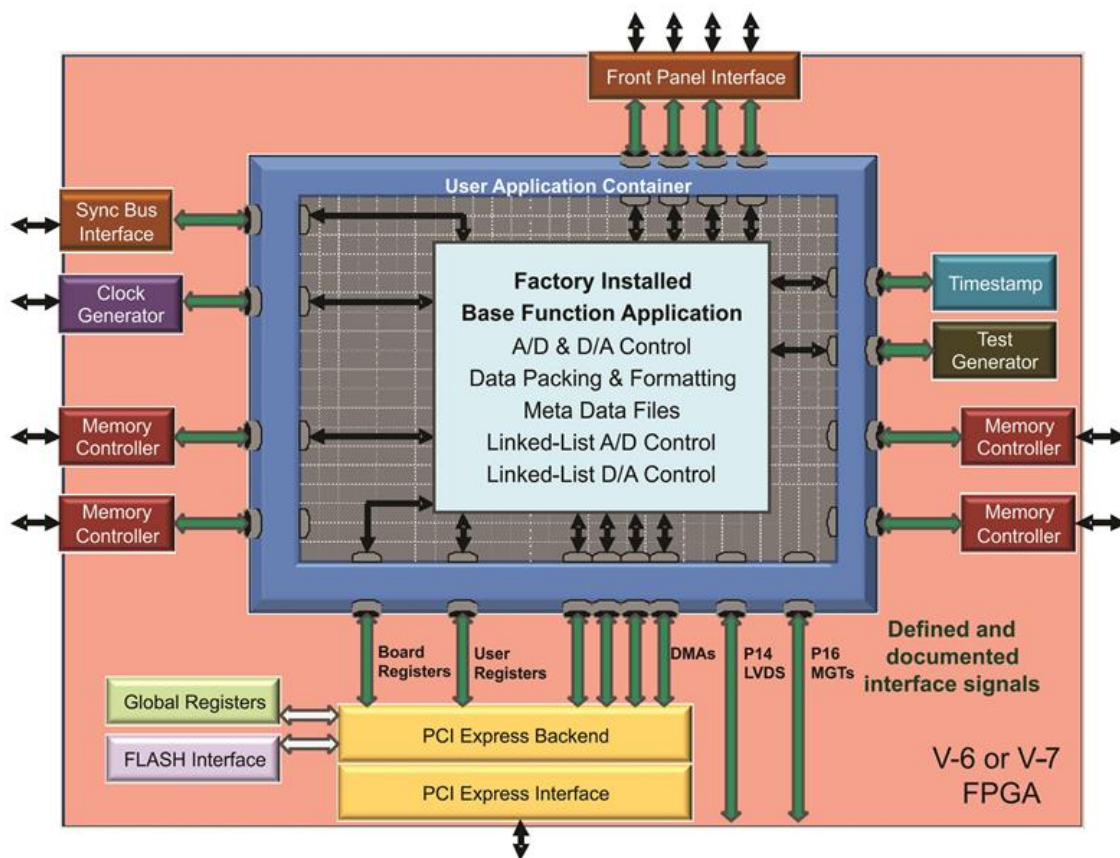 Front Panel Interface
User Application Container
Sync Bus
Interface
Clock
Generator
Memory
Controller
Memory
Controller
Factory Installed
Base Function Application
A/D & D/A Control
Data Packing & Formatting
Meta Data Files
Linked-List A/D Control
Linked-List D/A Control
Timestamp
Test
Generator
Memory
Controller
Memory
Controller
Board
Registers
User
Registers
DMAs
P14
LVDS
P16
MGTs
Defined and
documented
interface signals
Global Registers
FLASH Interface
PCI Express Backend
PCI Express Interface
V-6 or V-7
FPGA